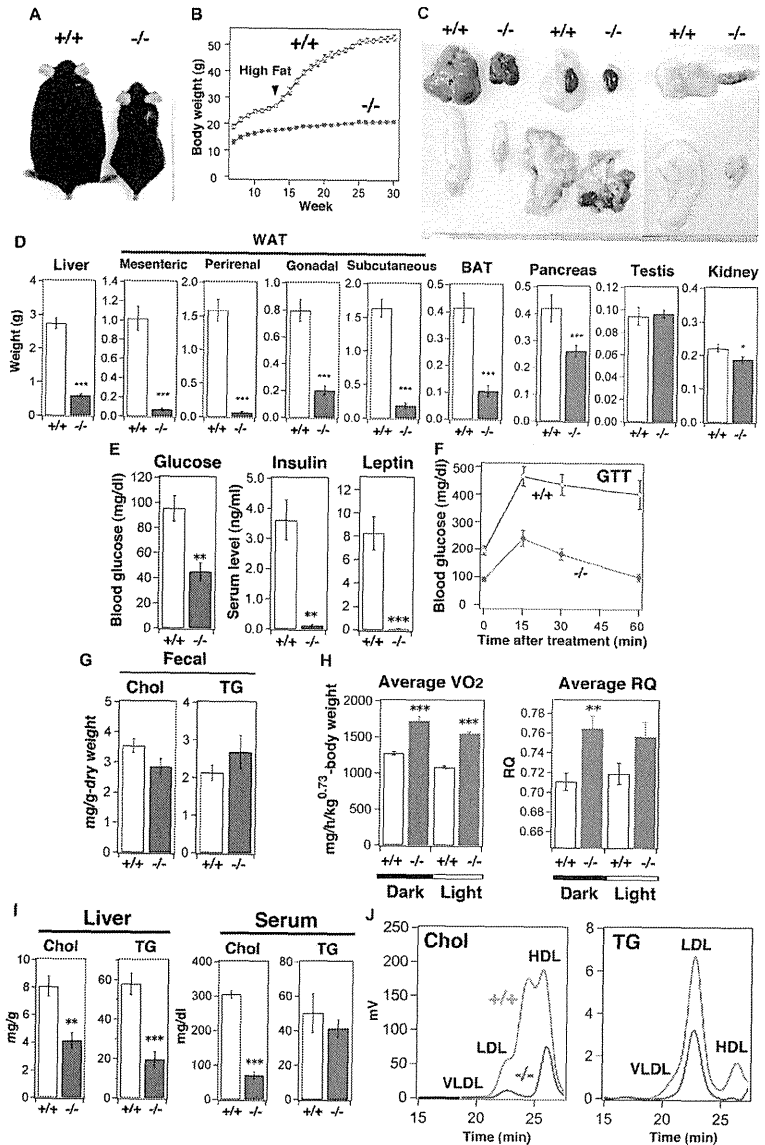 A
+/+ -/-
B
Body weight (g)
50
40
30
20
10
0
+/+
High Fat
-/-
10 15 20 25 30
Week
C
+/+ -/- +/+ -/- +/+ -/-
D
WAT
Liver Mesenteric Perirenal Gonadal Subcutaneous BAT Pancreas Testis Kidney
Weight (g)
4 1.4 2.0 1.0 2.0 0.5 0.5 0.12 0.4
3 1.2 1.5 0.8 1.5 0.4 0.4 0.10 0.3
2 1.0 1.0 0.6 1.0 0.3 0.3 0.08 0.2
1 0.8 0.5 0.4 0.5 0.2 0.2 0.06 0.1
0 0.6 0.0 0.2 0.0 0.1 0.1 0.04 0.0
0.4 0.0 0.0 0.0 0.02
0.2 0.00
0.0
*** *** *** *** *** *** *** *
+/+ -/- +/+ -/- +/+ -/- +/+ -/- +/+ -/- +/+ -/- +/+ -/- +/+ -/- +/+ -/-
E
Glucose Insulin Leptin
Blood glucose (mg/dl)
120
100
80
60
40
20
0
**
+/+ -/-
Serum level (ng/ml)
5.0
4.0
3.0
2.0
1.0
0.0
**
+/+ -/-
8
6
4
2
0
***
+/+ -/-
F
GTT
Blood glucose (mg/dl)
500
400
300
200
100
0
+/+
-/-
0 15 30 45 60
Time after treatment (min)
G
Fecal
Chol TG
mg/g-dry weight
5 4
4 3
3 2
2 1
1 0
0
+/+ -/- +/+ -/-
H
Average VO2
mg/h/kg0.73-body weight
2000
1500
1000
500
0
*** ***
+/+ -/- +/+ -/-
Dark Light
Average RQ
RQ
0.78
0.76
0.74
0.72
0.70
0.68
0.66
**
+/+ -/- +/+ -/-
Dark Light
I
Liver Serum
Chol TG Chol TG
mg/g
10
8
6
4
2
0
**
+/+ -/-
60
40
20
0
***
+/+ -/-
mg/dl
400
300
200
100
0
***
+/+ -/-
80
60
40
20
0
+/+ -/-
J
Chol
mV
250
200
150
100
50
0
HDL
+/+
LDL
-/-
VLDL
15 20 25
Time (min)
TG
8
6
4
2
0
LDL
HDL
VLDL
15 20 25
Time (min)